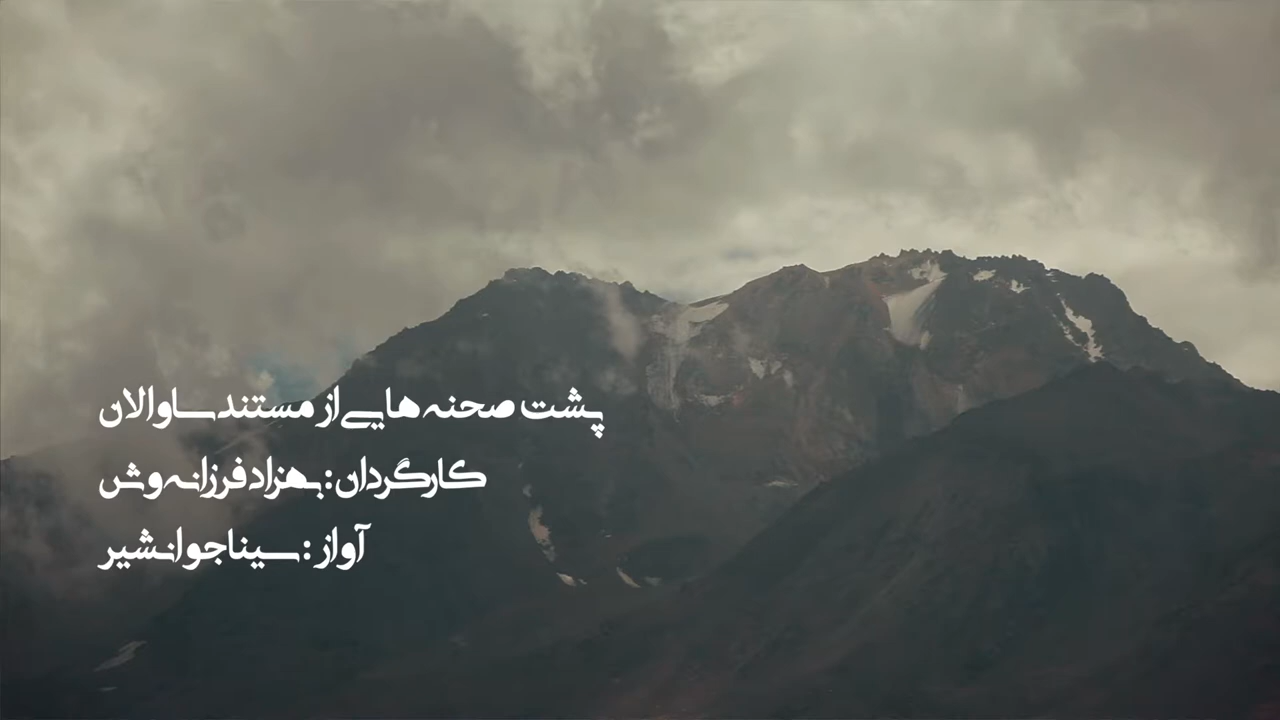 پشت صحنه هایی از مستند ساوالان
کارگردان: بهزاد فرزانه وش
آواز: سینا جوانشیر